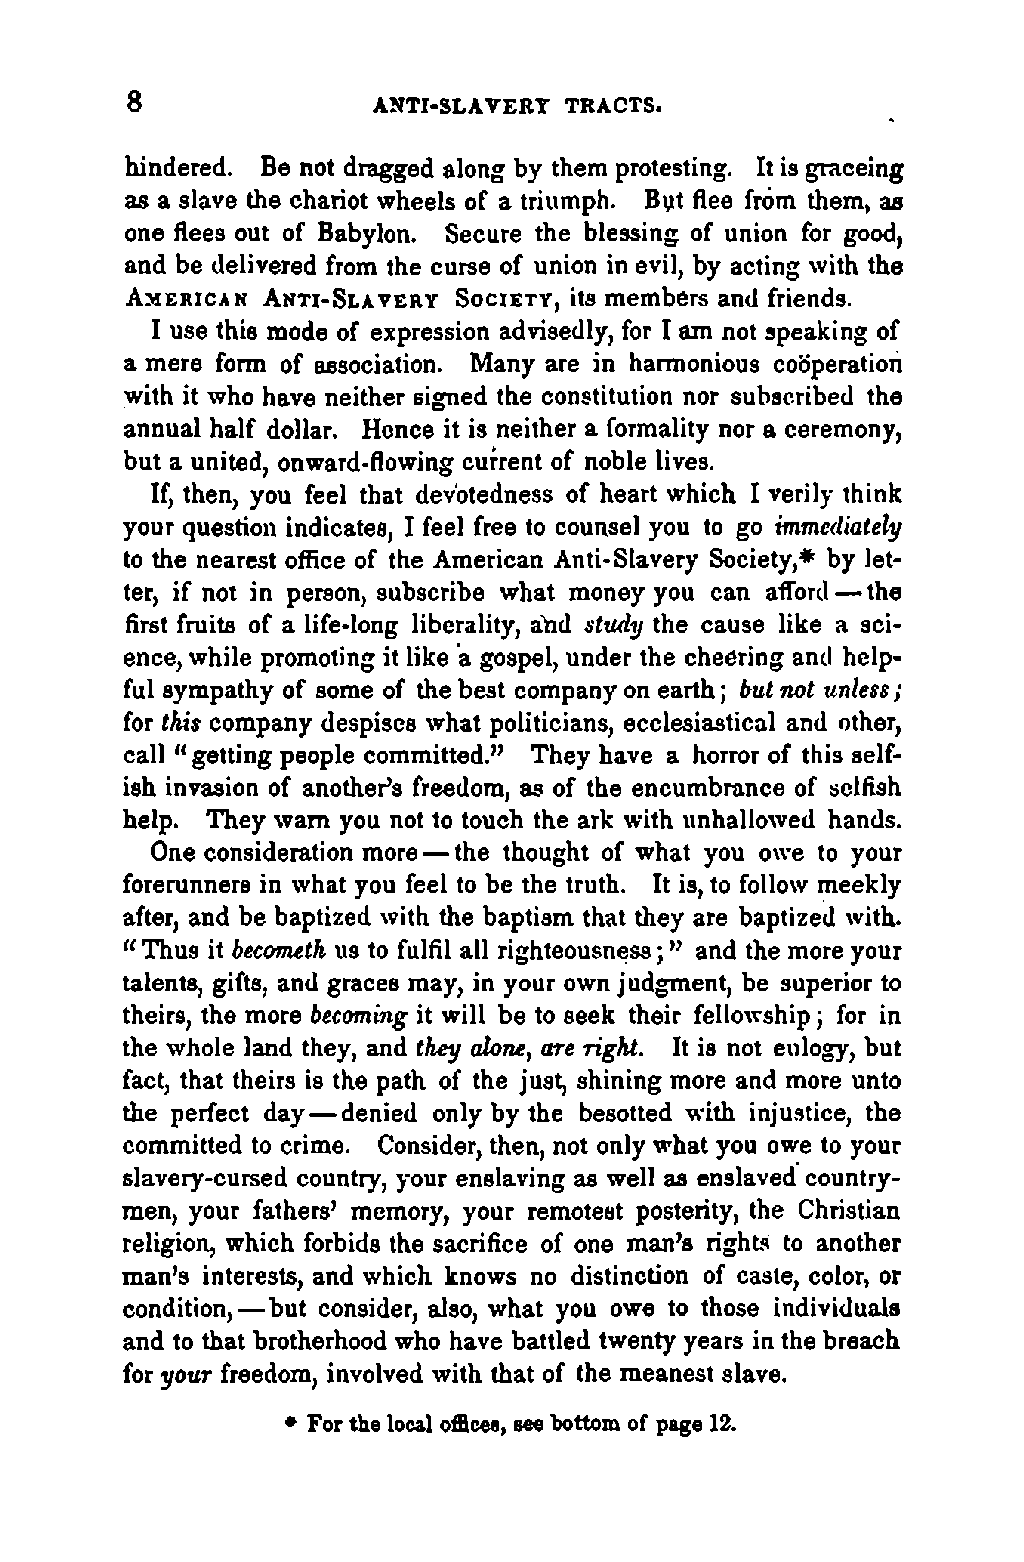 8 ANTI-SLAVERY TRACTS.
hindered. Be not dragged along by them protesting. It is graceing
as a slave the chariot wheels of a triumph. But flee from them, as
one flees out of Babylon. Secure the blessing of union for good,
and be delivered from the curse of union in evil, by acting with the
AMERICAN ANTI-SLAVERY SOCIETY, its members and friends.
I use this mode of expression advisedly, for I am not speaking of
a mere form of association. Many are in harmonious coöperation
with it who have neither signed the constitution nor subscribed the
annual half dollar. Hence it is neither a formality nor a ceremony,
but a united, onward-flowing current of noble lives.
If, then, you feel that devotedness of heart which I verily think
your question indicates, I feel free to counsel you to go immediately
to the nearest office of the American Anti-Slavery Society,* by let-
ter, if not in person, subscribe what money you can afford — the
first fruits of a life-long liberality, and study the cause like a sci-
ence, while promoting it like a gospel, under the cheering and help-
ful sympathy of some of the best company on earth; but not unless;
for this company despises what politicians, ecclesiastical and other,
call "getting people committed." They have a horror of this self-
ish invasion of another's freedom, as of the encumbrance of selfish
help. They warn you not to touch the ark with unhallowed hands.
One consideration more — the thought of what you owe to your
forerunners in what you feel to be the truth. It is, to follow meekly
after, and be baptized with the baptism that they are baptized with.
"Thus it becometh us to fulfil all righteousness;" and the more your
talents, gifts, and graces may, in your own judgment, be superior to
theirs, the more becoming it will be to seek their fellowship; for in
the whole land they, and they alone, are right. It is not eulogy, but
fact, that theirs is the path of the just, shining more and more unto
the perfect day — denied only by the besotted with injustice, the
committed to crime. Consider, then, not only what you owe to your
slavery-cursed country, your enslaving as well as enslaved country-
men, your fathers' memory, your remotest posterity, the Christian
religion, which forbids the sacrifice of one man's rights to another
man's interests, and which knows no distinction of caste, color, or
condition, — but consider, also, what you owe to those individuals
and to that brotherhood who have battled twenty years in the breach
for your freedom, involved with that of the meanest slave.
* For the local offices, see bottom of page 12.